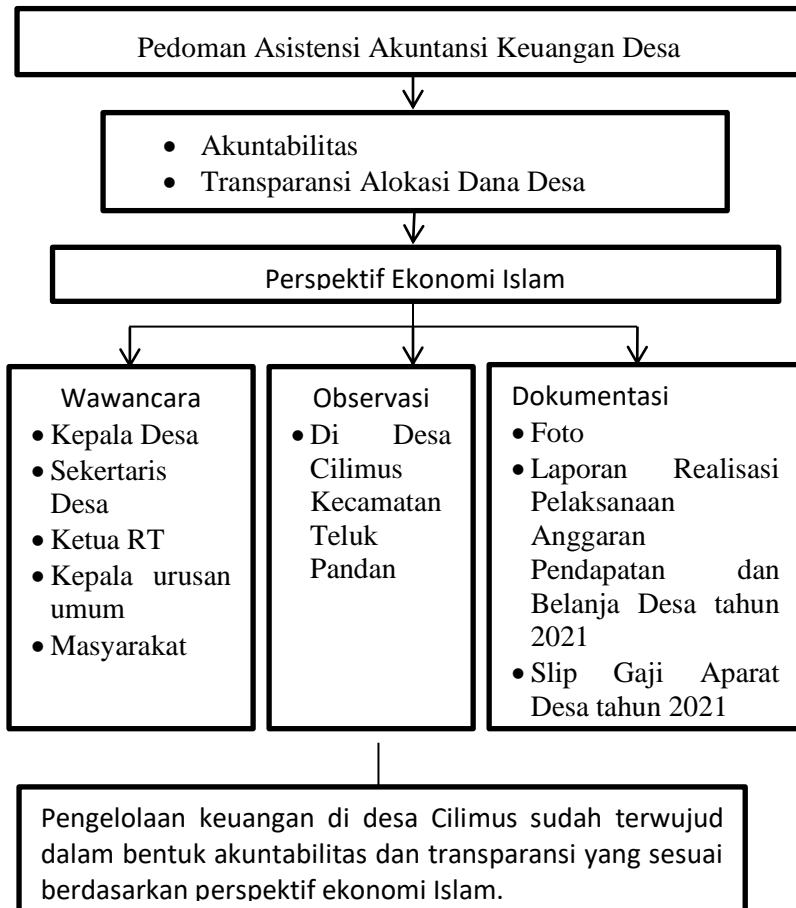 Pedoman Asistensi Akuntansi Keuangan Desa
• Akuntabilitas
• Transparansi Alokasi Dana Desa
Perspektif Ekonomi Islam
Wawancara
• Kepala Desa
• Sekertaris
Desa
• Ketua RT
• Kepala urusan
umum
• Masyarakat
Observasi
• Di Desa
Cilimus
Kecamatan
Teluk
Pandan
Dokumentasi
• Foto
• Laporan Realisasi
Pelaksanaan
Anggaran
Pendapatan dan
Belanja Desa tahun
2021
• Slip Gaji Aparat
Desa tahun 2021
Pengelolaan keuangan di desa Cilimus sudah terwujud
dalam bentuk akuntabilitas dan transparansi yang sesuai
berdasarkan perspektif ekonomi Islam.